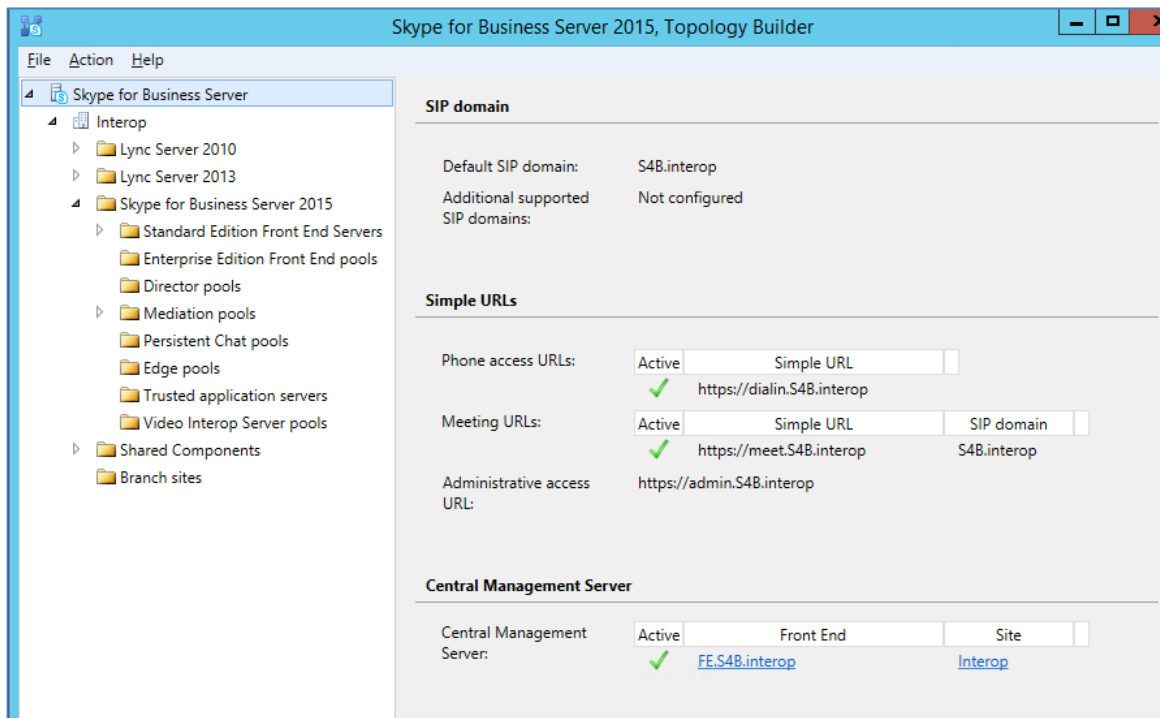 Skype for Business Server 2015, Topology Builder
File Action Help
Skype for Business Server
Interop
Lync Server 2010
Lync Server 2013
Skype for Business Server 2015
Standard Edition Front End Servers
Enterprise Edition Front End pools
Director pools
Mediation pools
Persistent Chat pools
Edge pools
Trusted application servers
Video Interop Server pools
Shared Components
Branch sites
SIP domain
Default SIP domain: S4B.interop
Additional supported Not configured
SIP domains:
Simple URLs
Phone access URLs: Active Simple URL
https://dialin.S4B.interop
Meeting URLs: Active Simple URL SIP domain
https://meet.S4B.interop S4B.interop
Administrative access https://admin.S4B.interop
URL:
Central Management Server
Central Management Active Front End Site
Server: FE.S4B.interop Interop